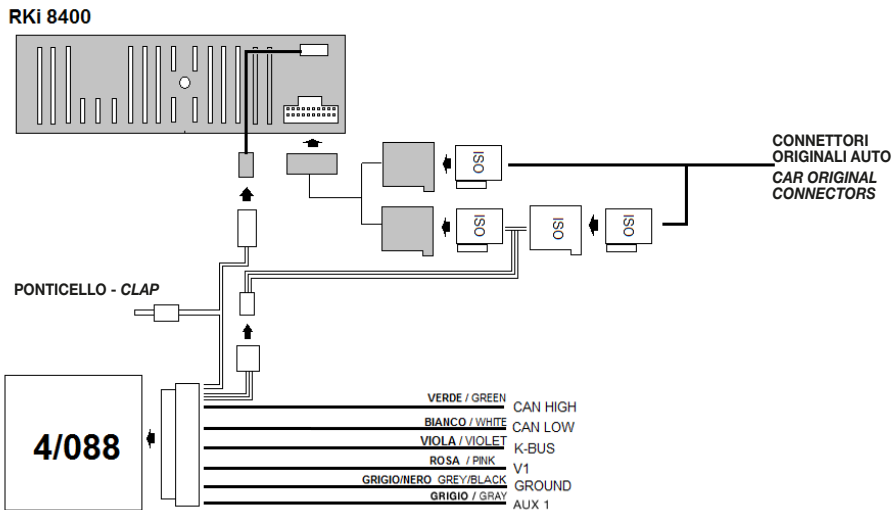 RKi 8400
ISO
CONNETTORI
ORIGINALI AUTO
CAR ORIGINAL
CONNECTORS
ISO
ISO
ISO
PONTICELLO - CLAP
4/088
VERDE / GREEN CAN HIGH
BIANCO / WHITE CAN LOW
VIOLA / VIOLET K-BUS
ROSA / PINK V1
GRIGIO/NERO GREY/BLACK GROUND
GRIGIO / GRAY AUX 1